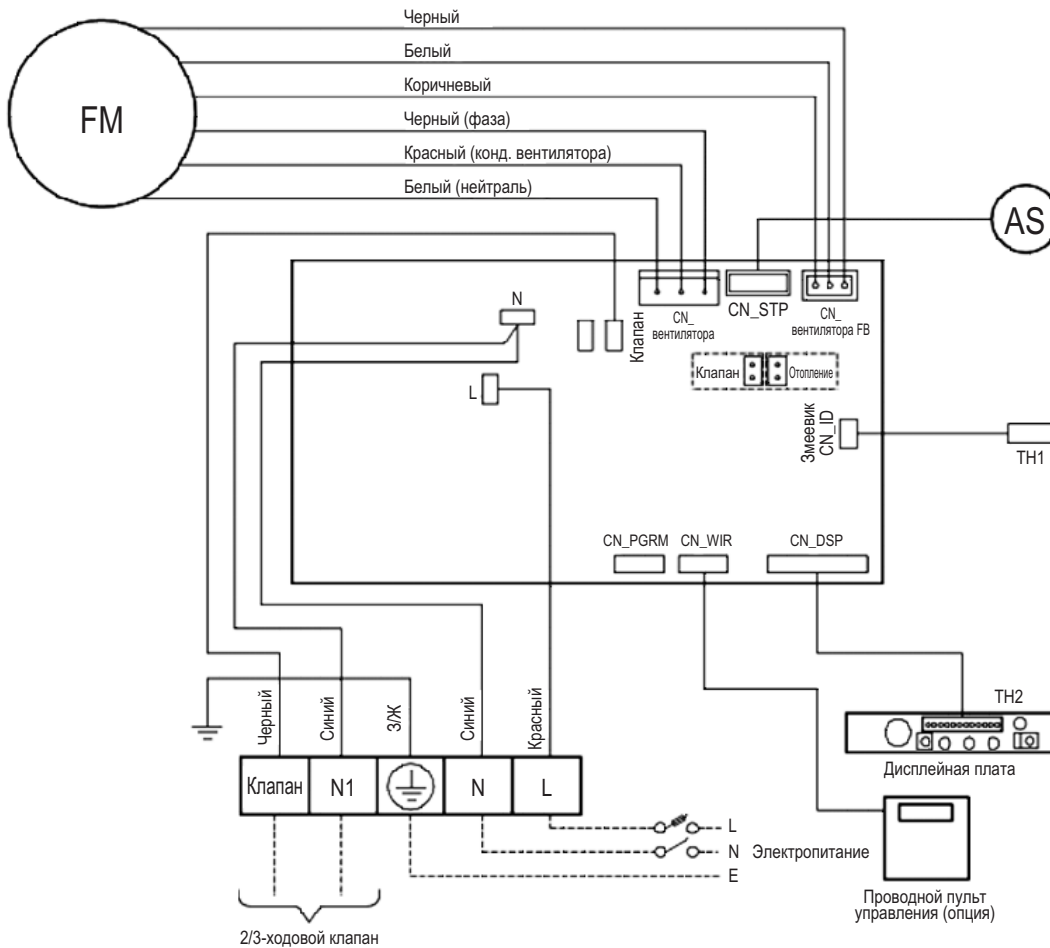 Черный
Белый
Коричневый
FM
Черный (фаза)
Красный (конд. вентилятора)
Белый (нейтраль)
AS
N
Клапан
CN_
вентилятора
CN_STP
CN_
вентилятора FB
Клапан
Отопление
L
Змеевик
CN_ID
TH1
CN_PGRM
CN_WIR
CN_DSP
Черный
Синий
З/Ж
Синий
Красный
TH2
Дисплейная плата
Клапан
N1
N
L
L
N
Электропитание
E
Проводной пульт
управления (опция)
2/3-ходовой клапан